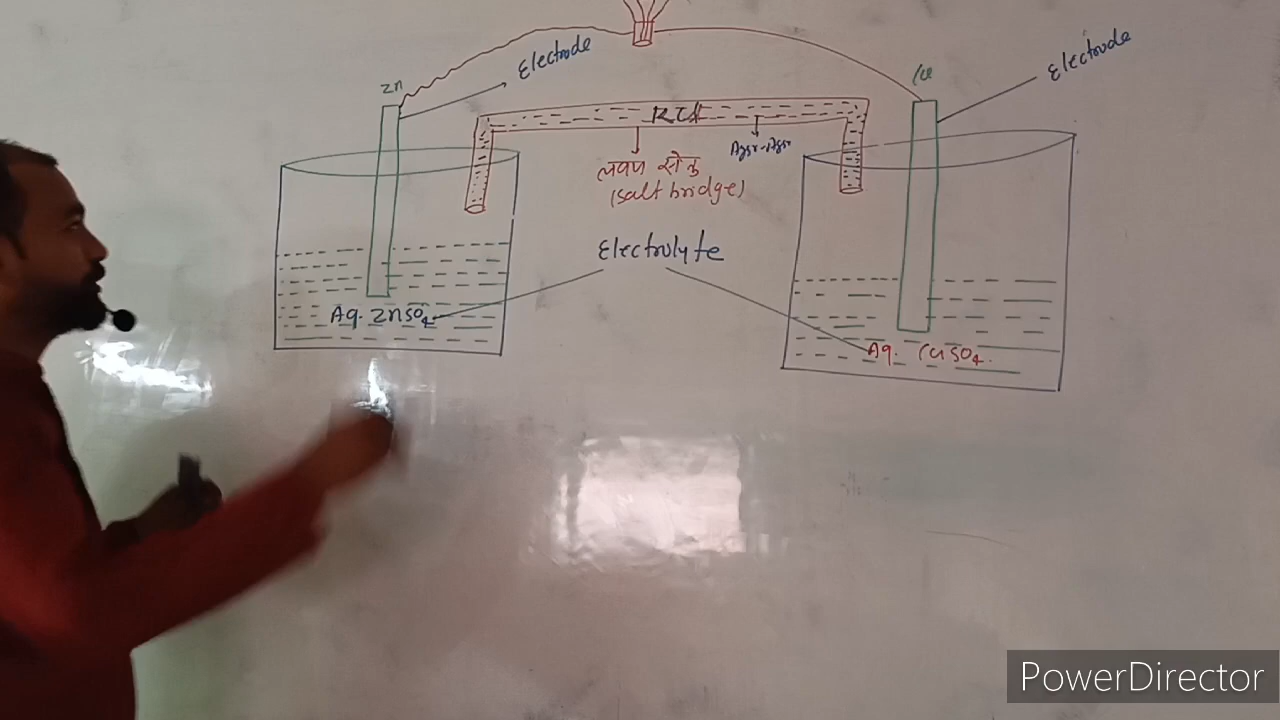 Zn
Electrode
Cu
Electrode
KCl
Agar-Agar
लवण सेतु
(salt bridge)
Electrolyte
Aq. ZnSO4
Aq. CuSO4.
PowerDirector